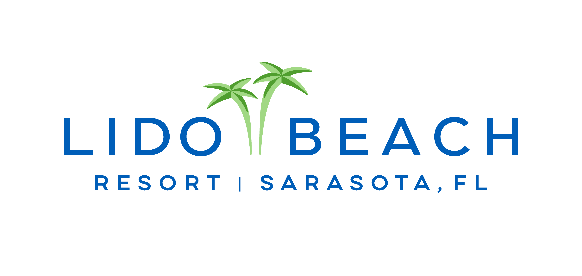 LIDO BEACH
RESORT | SARASOTA, FL